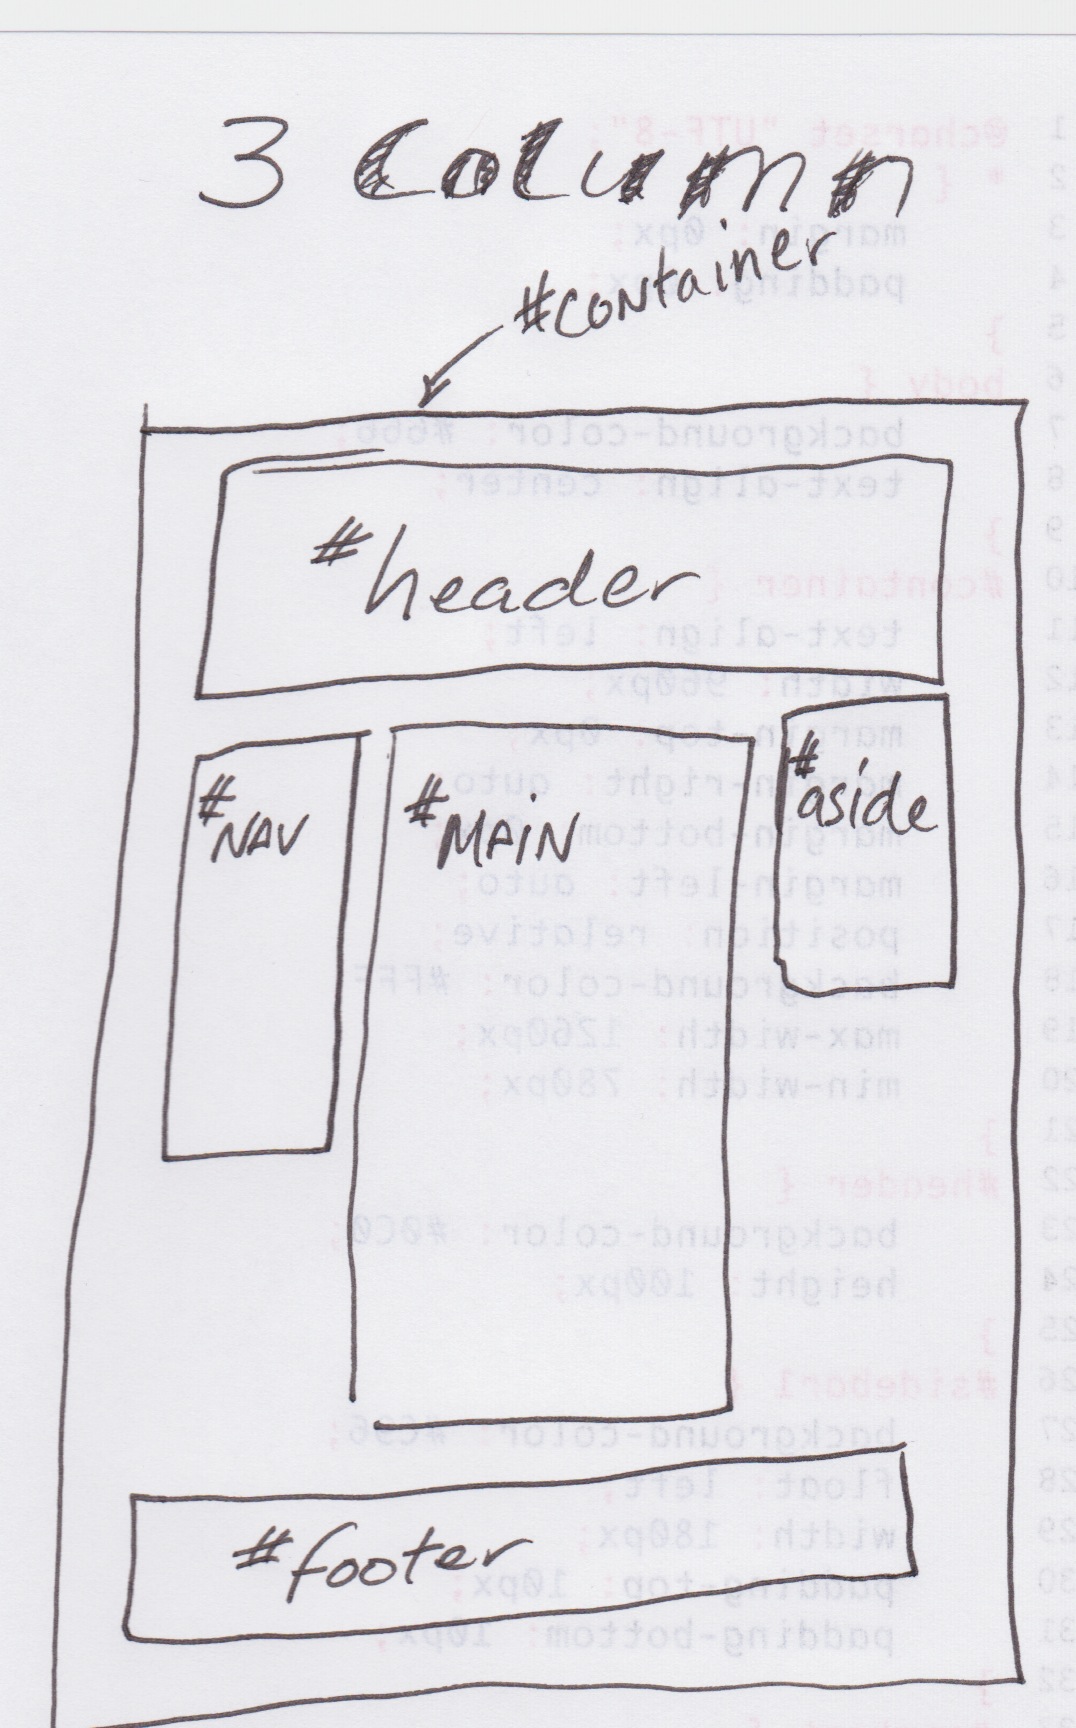 3 Column
#container
#header
#NAV
#MAIN
#aside
#footer
1 @charset "UTF-8";
2 * {
3 margin: 0px;
4 padding: 0px;
5 }
6 body {
7 background-color: #666;
8 text-align: center;
9 }
10 #container {
11 text-align: left;
12 width: 960px;
13 margin-top: 0px;
14 margin-right: auto;
15 margin-bottom: 0px;
16 margin-left: auto;
17 position: relative;
18 background-color: #FFF
19 max-width: 1260px;
20 min-width: 780px;
21 }
22 #header {
23 background-color: #0C0;
24 height: 100px;
25 }
26 #sidebar1 {
27 background-color: #C96;
28 float: left;
29 width: 180px;
30 padding-top: 10px;
31 padding-bottom: 10px;
32 }